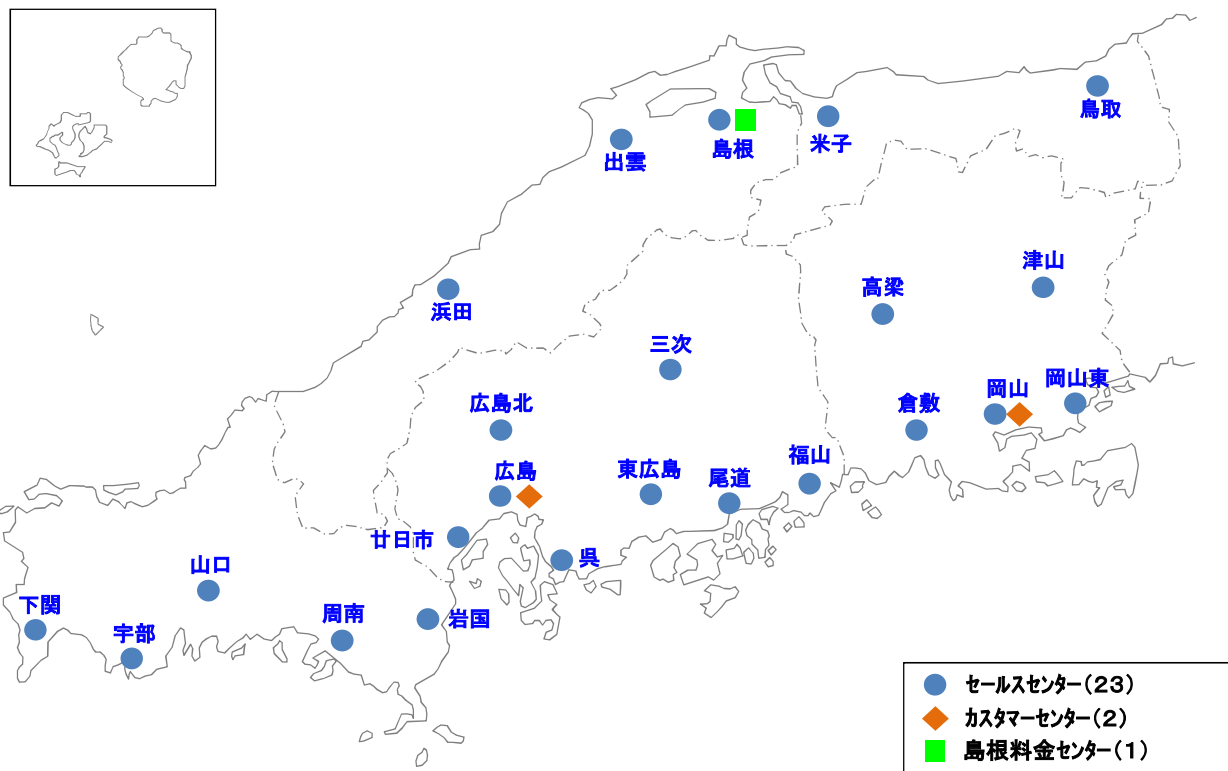 鳥取
島根
米子
出雲
津山
高梁
浜田
三次
岡山東
岡山
広島北
倉敷
福山
広島
東広島
尾道
廿日市
呉
山口
下関
周南
岩国
宇部
セールスセンター(23)
カスタマーセンター(2)
島根料金センター(1)